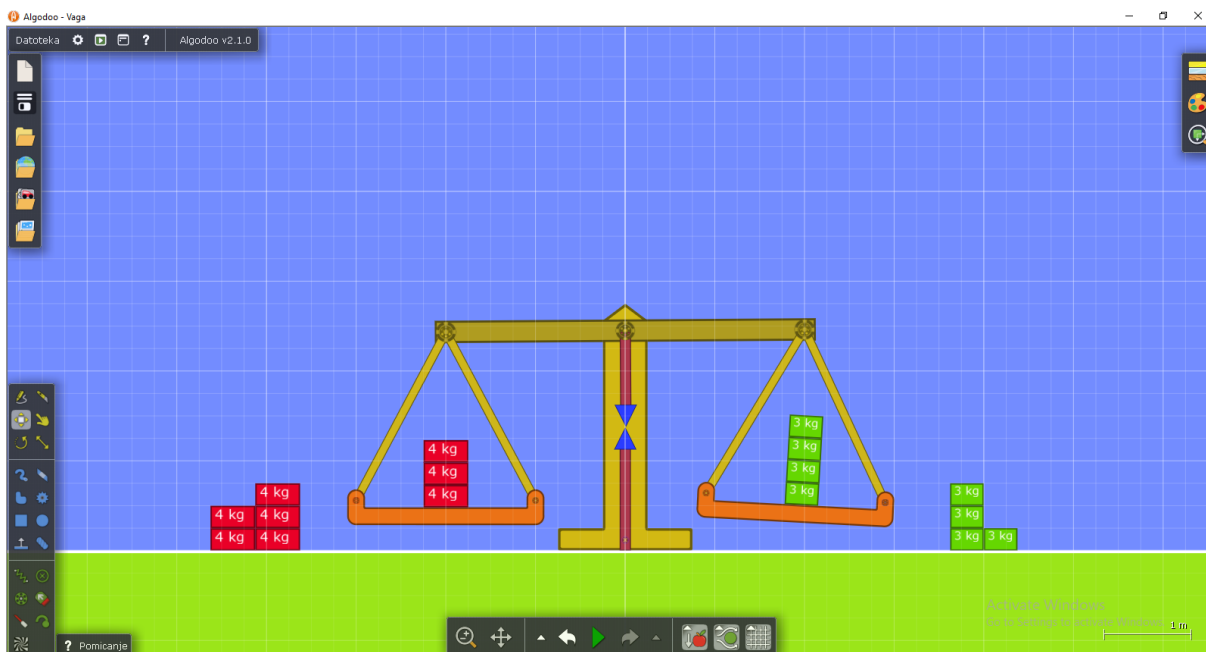 Algodoo - Vaga
Datoteka ? Algodoo v2.1.0
4 kg
4 kg 4 kg
4 kg 4 kg
4 kg
4 kg
4 kg
3 kg
3 kg
3 kg
3 kg
3 kg
3 kg
3 kg 3 kg
Activate Windows
Go to Settings to activate Windows.
1 m
? Pomicanje